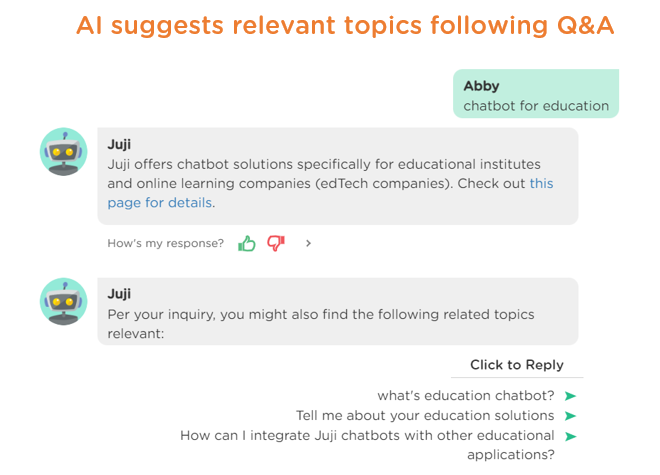 AI suggests relevant topics following Q&A
Abby
chatbot for education
Juji
Juji offers chatbot solutions specifically for educational institutes
and online learning companies (edTech companies). Check out this
page for details.
How's my response?
Juji
Per your inquiry, you might also find the following related topics
relevant:
Click to Reply
what's education chatbot?
Tell me about your education solutions
How can I integrate Juji chatbots with other educational
applications?